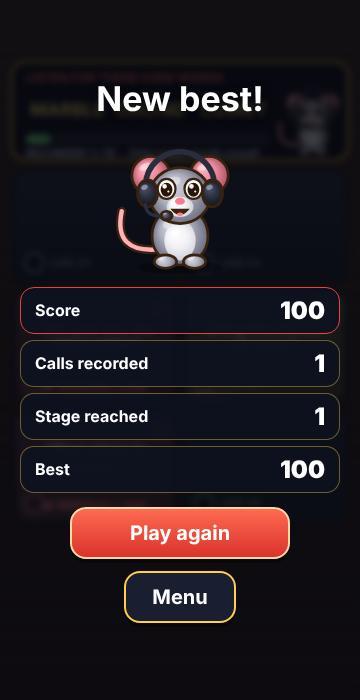 New best!
Score 100
Calls recorded 1
Stage reached 1
Best 100
Play again
Menu